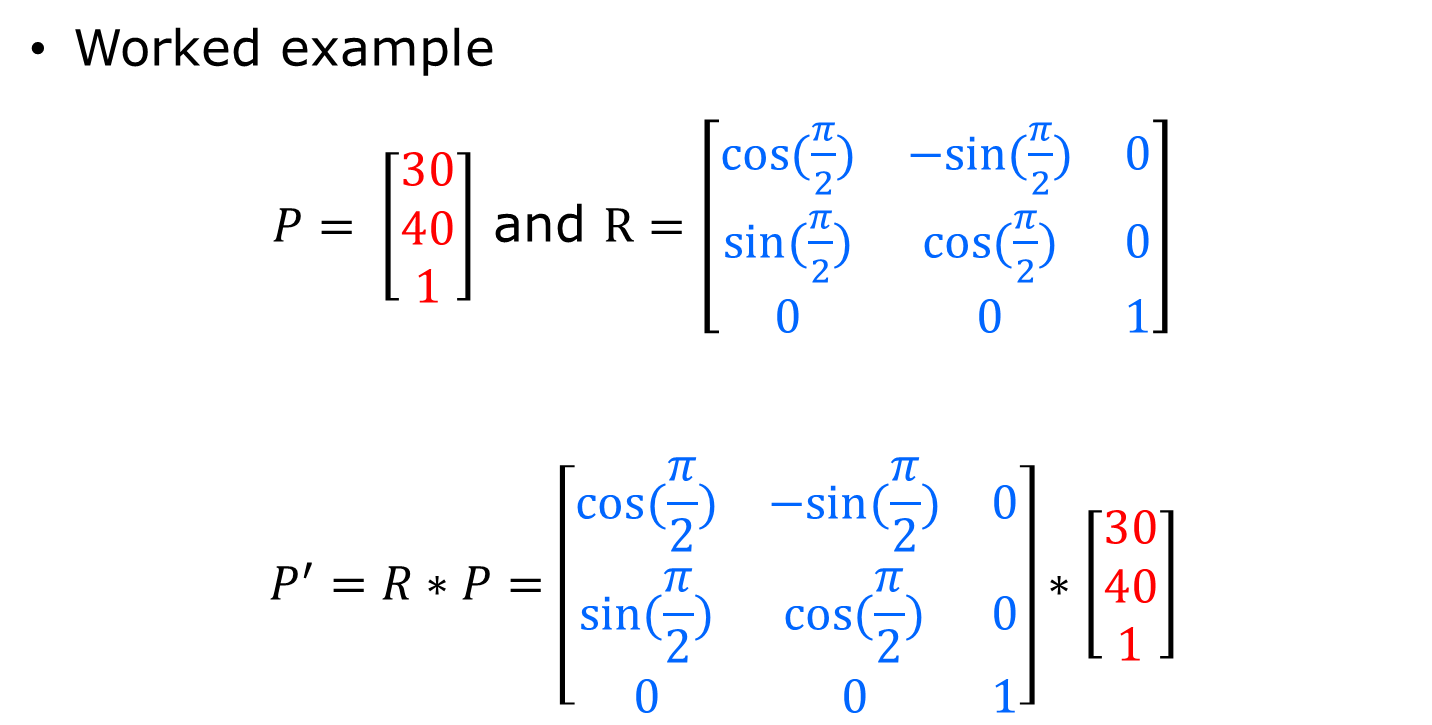 • Worked example
P = [30; 40; 1] and R = [cos(π/2) −sin(π/2) 0; sin(π/2) cos(π/2) 0; 0 0 1]
P′ = R ∗ P = [cos(π/2) −sin(π/2) 0; sin(π/2) cos(π/2) 0; 0 0 1] ∗ [30; 40; 1]